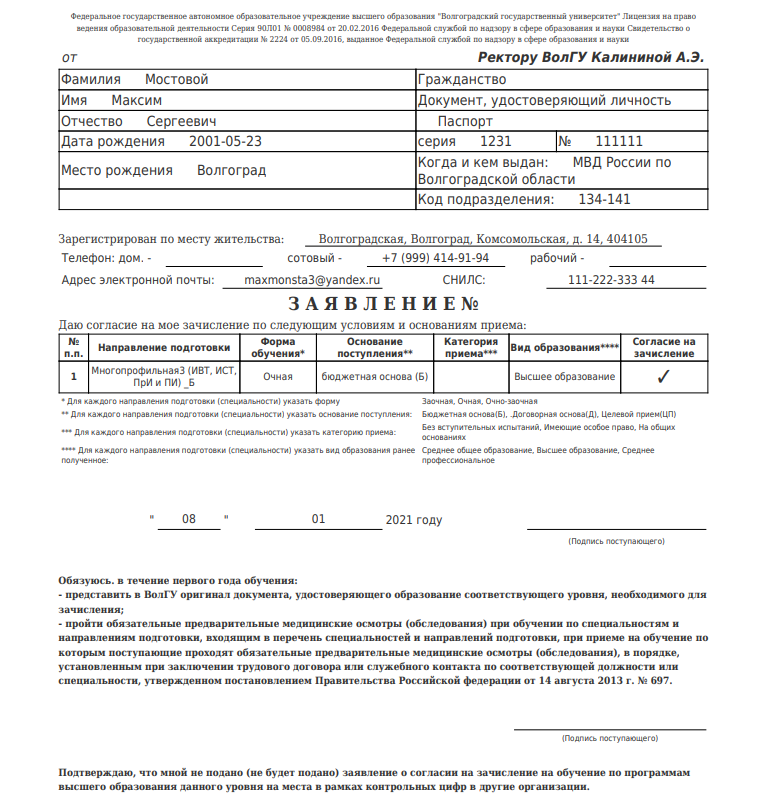 Федеральное государственное автономное образовательное учреждение высшего образования "Волгоградский государственный университет" Лицензия на право
ведения образовательной деятельности Серия 90Л01 № 0008984 от 20.02.2016 Федеральной службой по надзору в сфере образования и науки Свидетельство о
государственной аккредитации № 2224 от 05.09.2016, выданное Федеральной службой по надзору в сфере образования и науки
от Ректору ВолГУ Калининой А.Э.
Фамилия Мостовой Гражданство
Имя Максим Документ, удостоверяющий личность
Отчество Сергеевич Паспорт
Дата рождения 2001-05-23 серия 1231 № 111111
Место рождения Волгоград Когда и кем выдан: МВД России по
Волгоградской области
Код подразделения: 134-141
Зарегистрирован по месту жительства: Волгоградская, Волгоград, Комсомольская, д. 14, 404105
Телефон: дом. - сотовый - +7 (999) 414-91-94 рабочий -
Адрес электронной почты: maxmonsta3@yandex.ru СНИЛС: 111-222-333 44
З А Я В Л Е Н И Е №
Даю согласие на мое зачисление по следующим условиям и основаниям приема:
№ п.п. Направление подготовки Форма обучения* Основание поступления** Категория приема*** Вид образования**** Согласие на зачисление
1 Многопрофильная3 (ИВТ, ИСТ, ПрИ и ПИ) _Б Очная бюджетная основа (Б) Высшее образование ✓
* Для каждого направления подготовки (специальности) указать форму Заочная, Очная, Очно-заочная
** Для каждого направления подготовки (специальности) указать основание поступления: Бюджетная основа(Б), .Договорная основа(Д), Целевой прием(ЦП)
*** Для каждого направления подготовки (специальности) указать категорию приема: Без вступительных испытаний, Имеющие особое право, На общих основаниях
**** Для каждого направления подготовки (специальности) указать вид образования ранее полученное: Среднее общее образование, Высшее образование, Среднее профессиональное
" 08 " 01 2021 году
(Подпись поступающего)
Обязуюсь. в течение первого года обучения:
- представить в ВолГУ оригинал документа, удостоверяющего образование соответствующего уровня, необходимого для
зачисления;
- пройти обязательные предварительные медицинские осмотры (обследования) при обучении по специальностям и
направлениям подготовки, входящим в перечень специальностей и направлений подготовки, при приеме на обучение по
которым поступающие проходят обязательные предварительные медицинские осмотры (обследования), в порядке,
установленным при заключении трудового договора или служебного контакта по соответствующей должности или
специальности, утвержденном постановлением Правительства Российской федерации от 14 августа 2013 г. № 697.
(Подпись поступающего)
Подтверждаю, что мной не подано (не будет подано) заявление о согласии на зачисление на обучение по программам
высшего образования данного уровня на места в рамках контрольных цифр в другие организации.